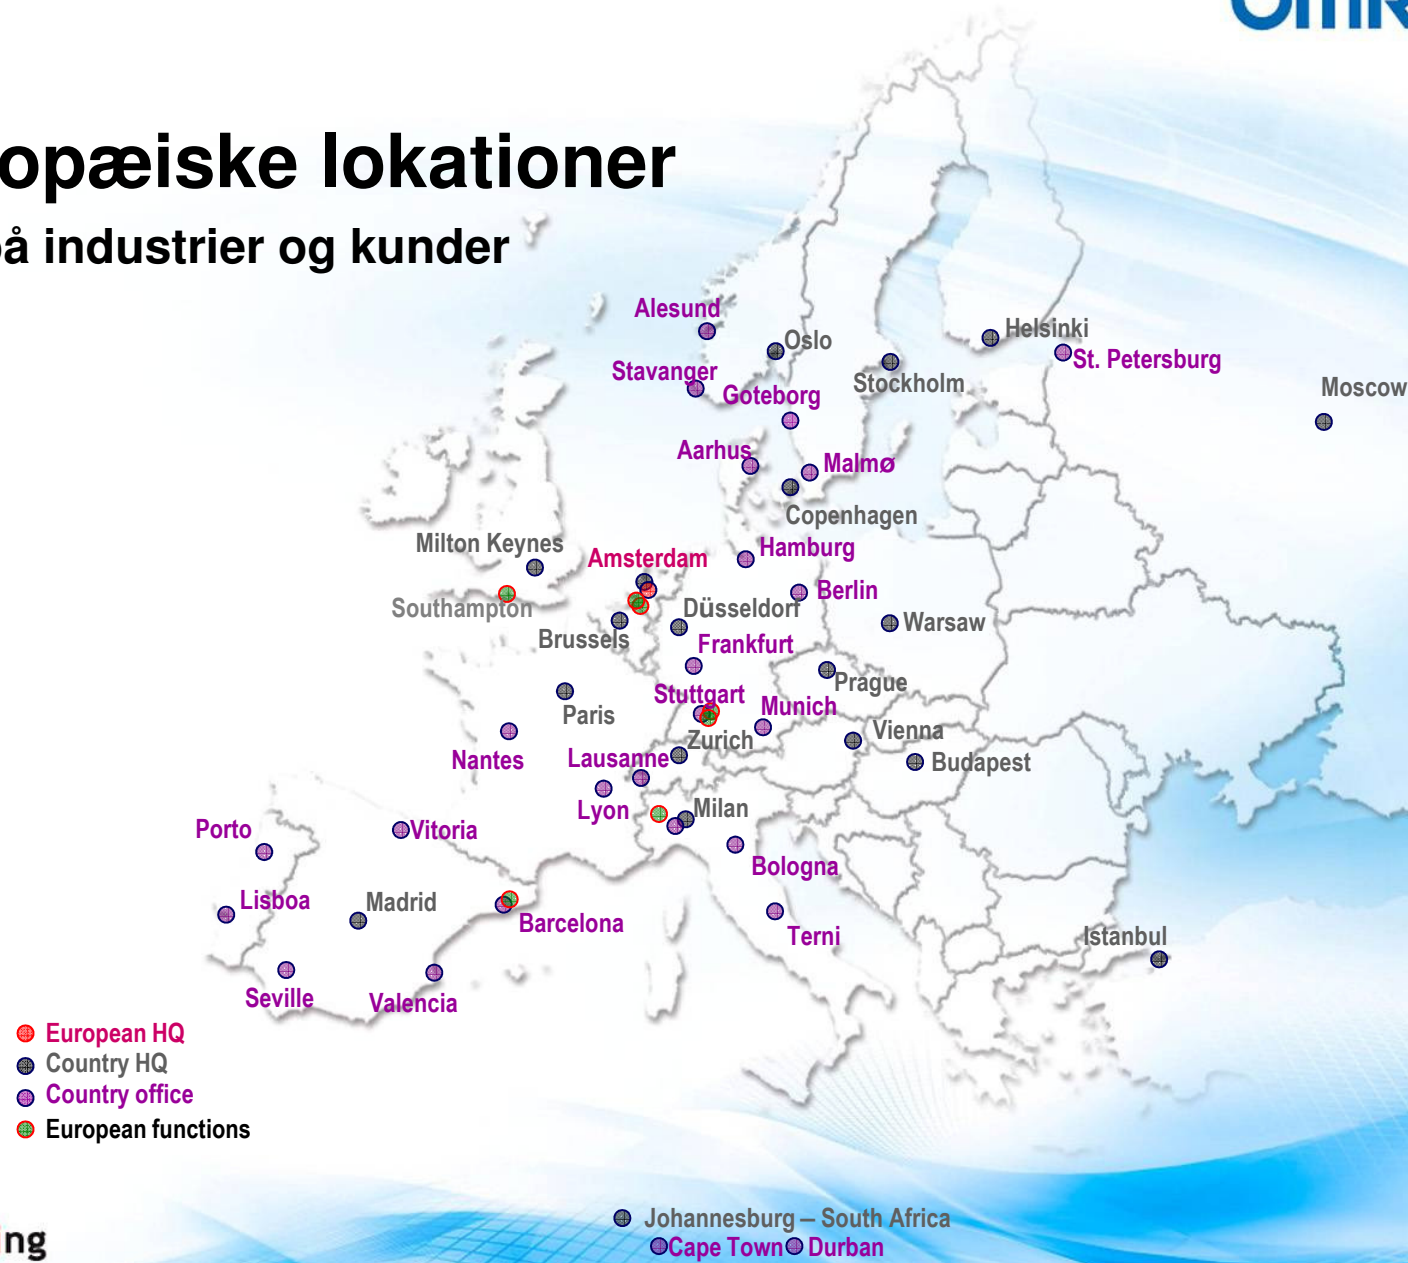 opæiske lokationer
på industrier og kunder
Alesund
Oslo
Helsinki
St. Petersburg
Stavanger
Stockholm
Goteborg
Moscow
Aarhus
Malmø
Copenhagen
Milton Keynes
Amsterdam
Hamburg
Berlin
Southampton
Düsseldorf
Brussels
Warsaw
Frankfurt
Prague
Stuttgart
Munich
Paris
Zurich
Vienna
Nantes
Lausanne
Budapest
Lyon
Milan
Porto
Vitoria
Bologna
Lisboa
Madrid
Barcelona
Terni
Istanbul
Seville
Valencia
European HQ
Country HQ
Country office
European functions
Johannesburg – South Africa
Cape Town Durban
ng